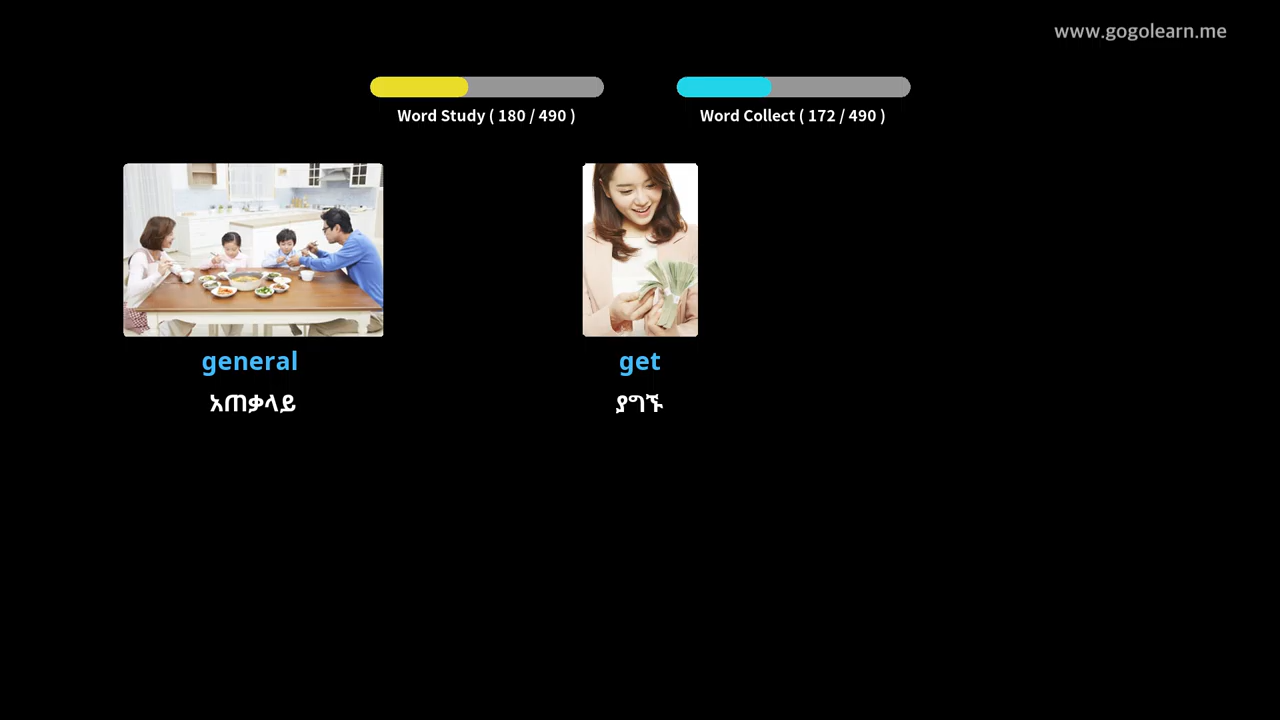 www.gogolearn.me
Word Study ( 180 / 490 )
Word Collect ( 172 / 490 )
general
get
አጠቃላይ
ያግኙ